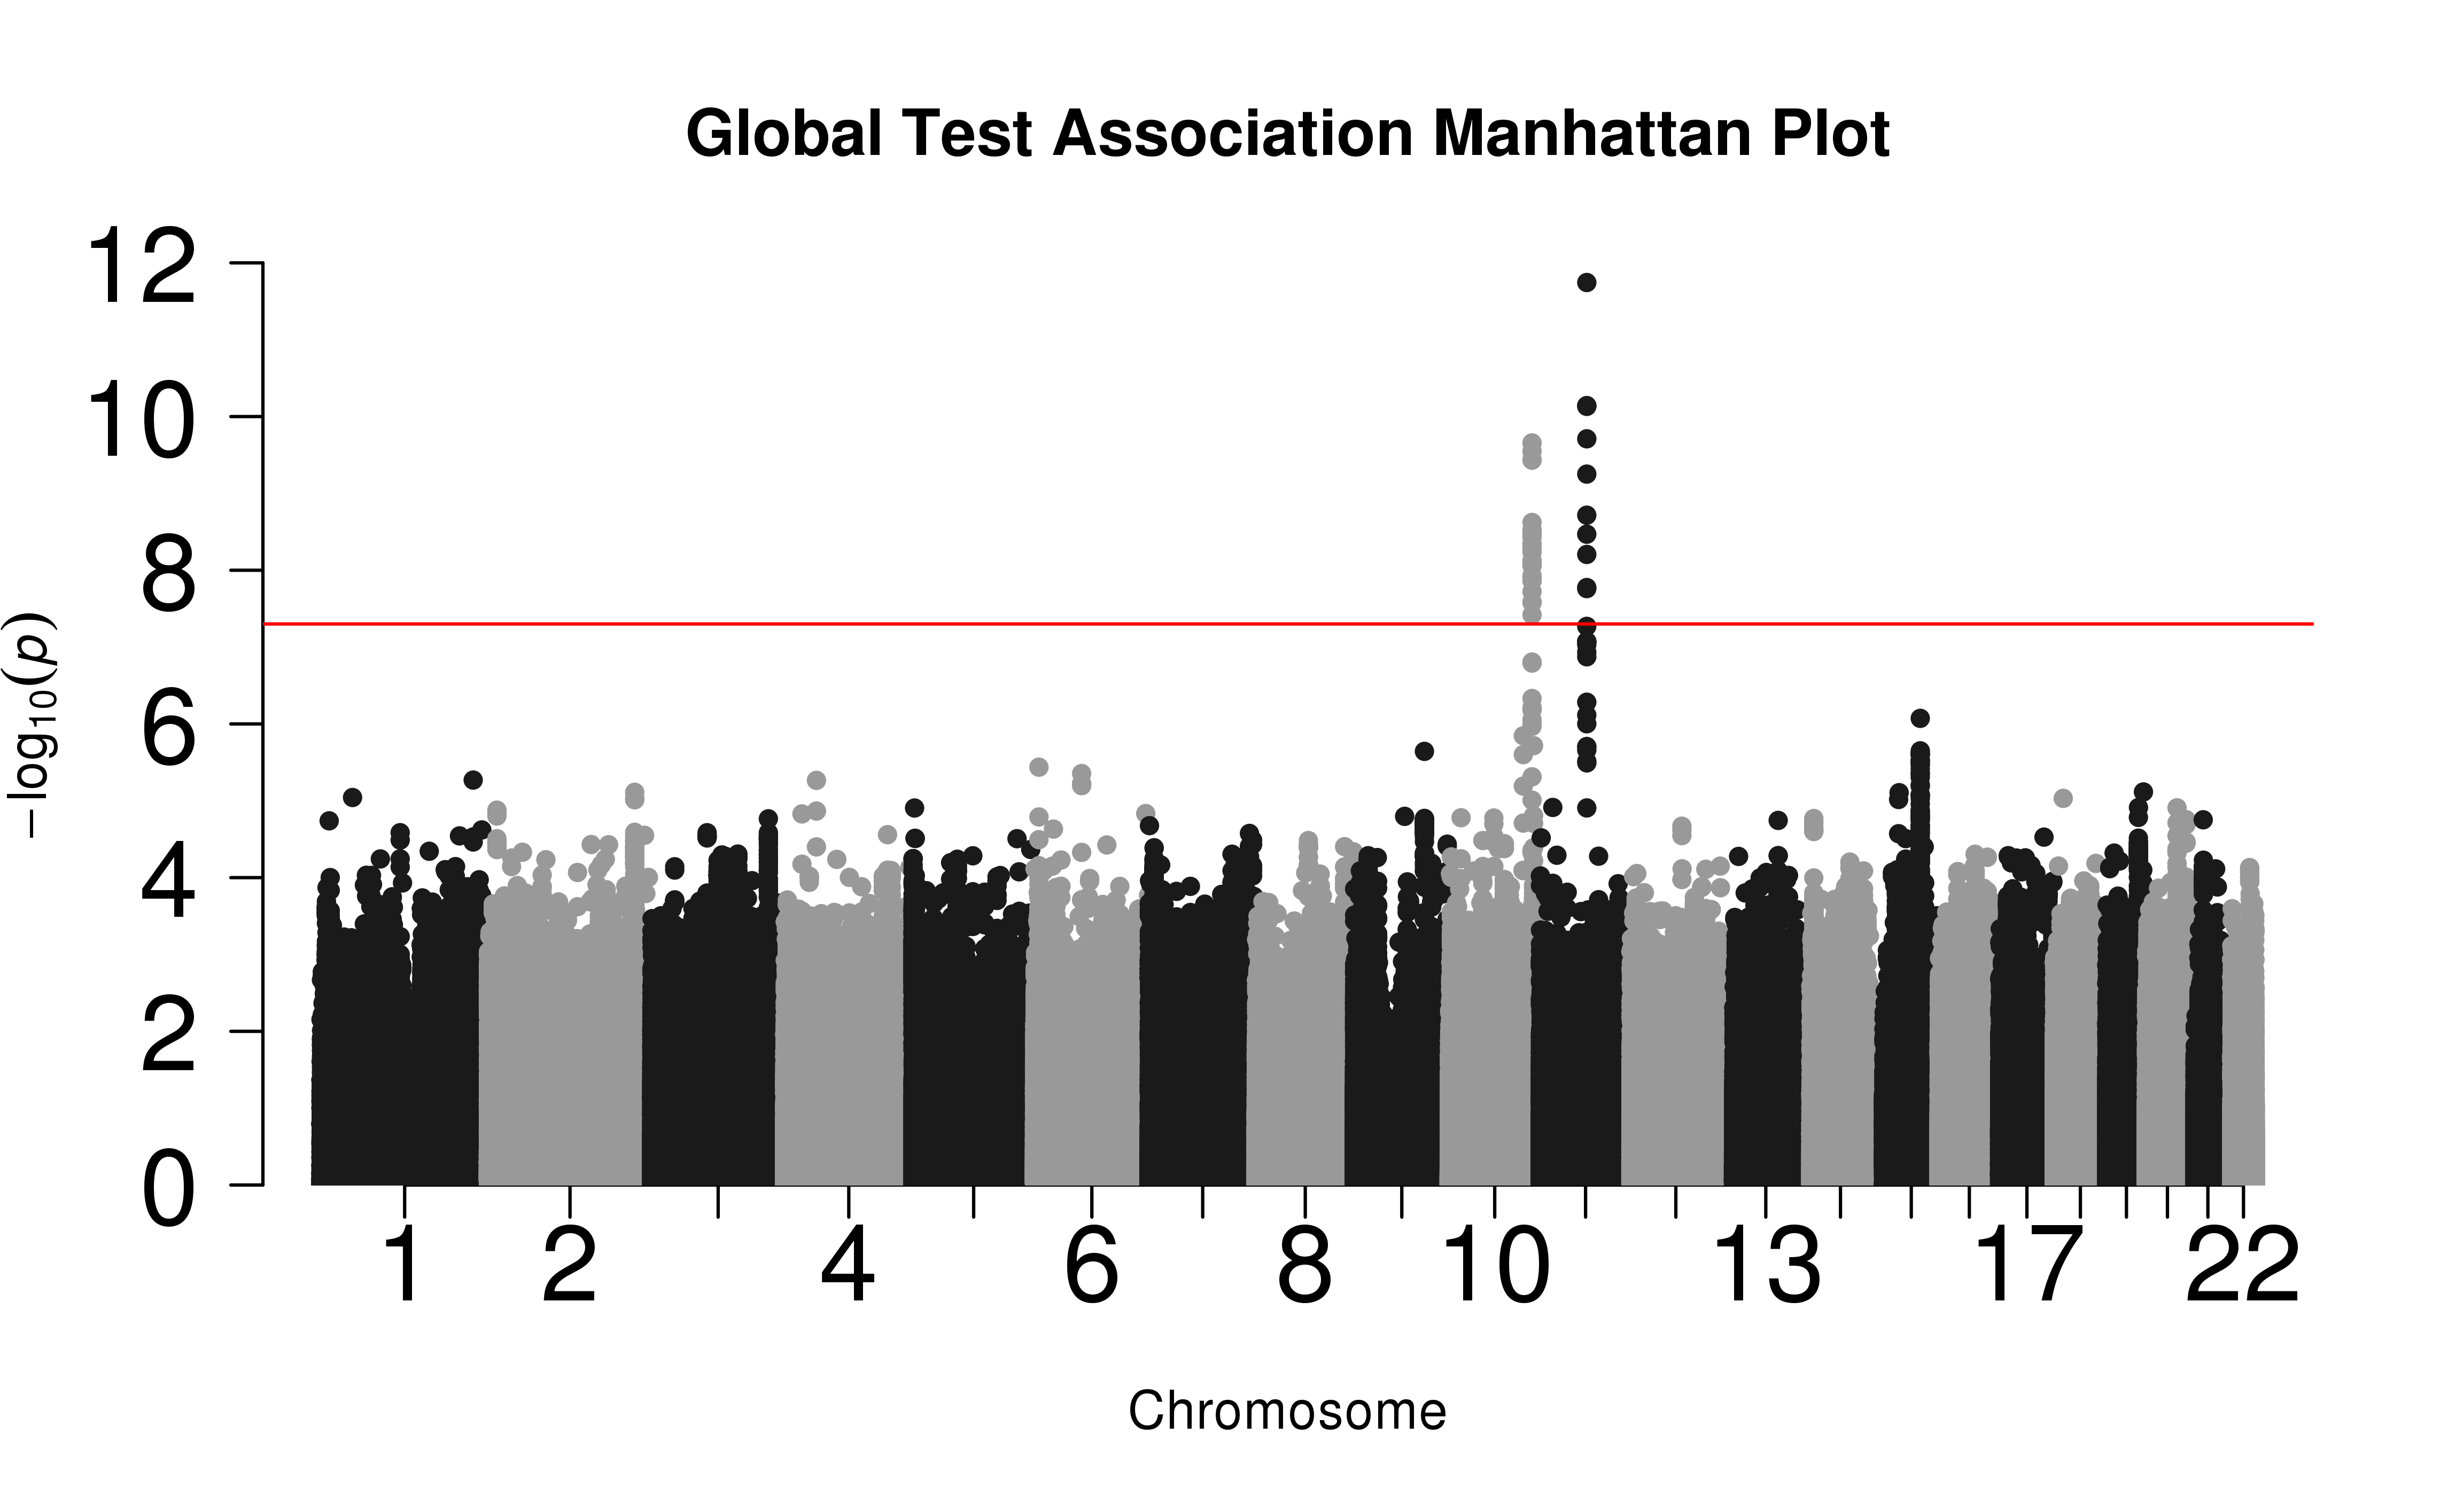 Global Test Association Manhattan Plot
12
10
8
6
4
2
0
−log10(p)
1 2 4 6 8 10 13 17 22
Chromosome